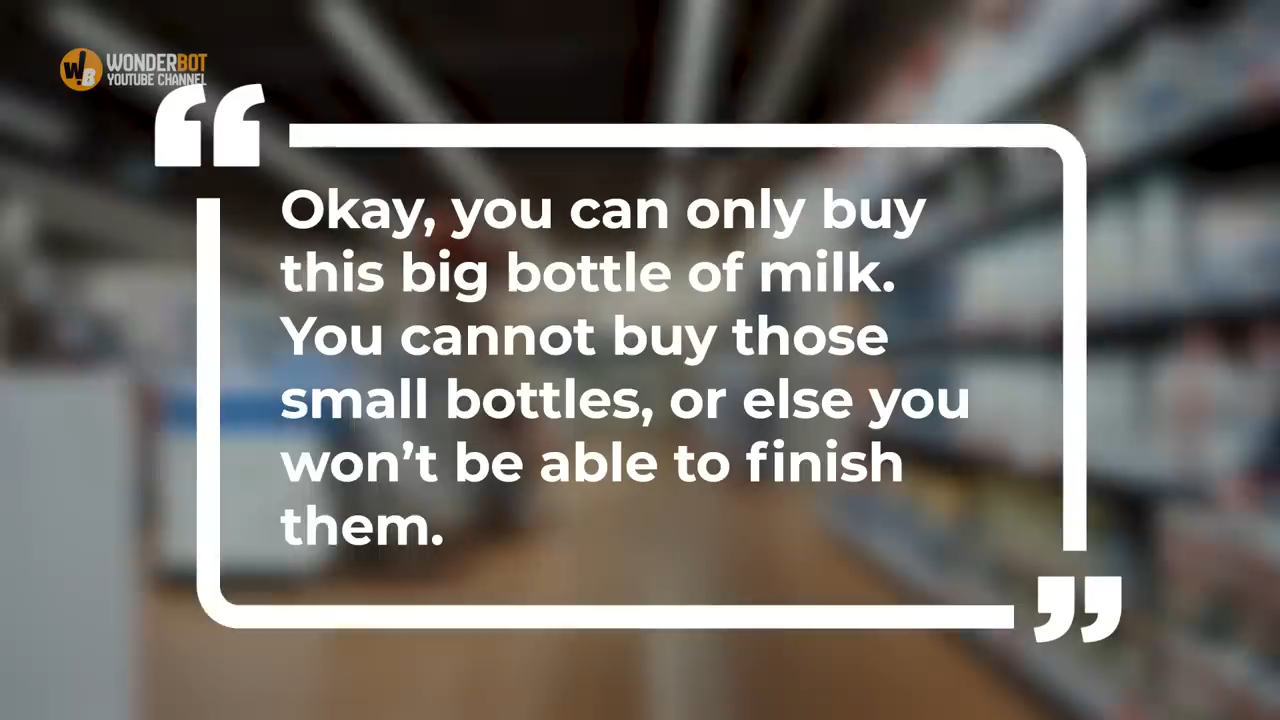 WONDERBOT
YOUTUBE CHANNEL
“
Okay, you can only buy
this big bottle of milk.
You cannot buy those
small bottles, or else you
won’t be able to finish
them.
”